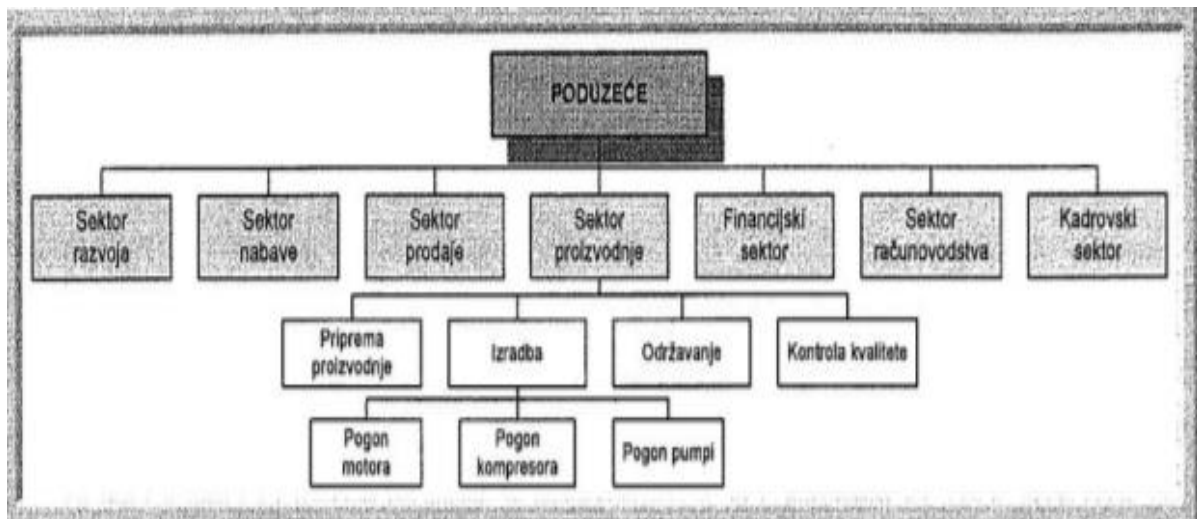 PODUZEĆE
Sektor
razvoja
Sektor
nabave
Sektor
prodaje
Sektor
proizvodnje
Financijski
sektor
Sektor
računovodstva
Kadrovski
sektor
Priprema
proizvodnje
Izradba
Održavanje
Kontrola kvalitete
Pogon
motora
Pogon
kompresora
Pogon pumpi